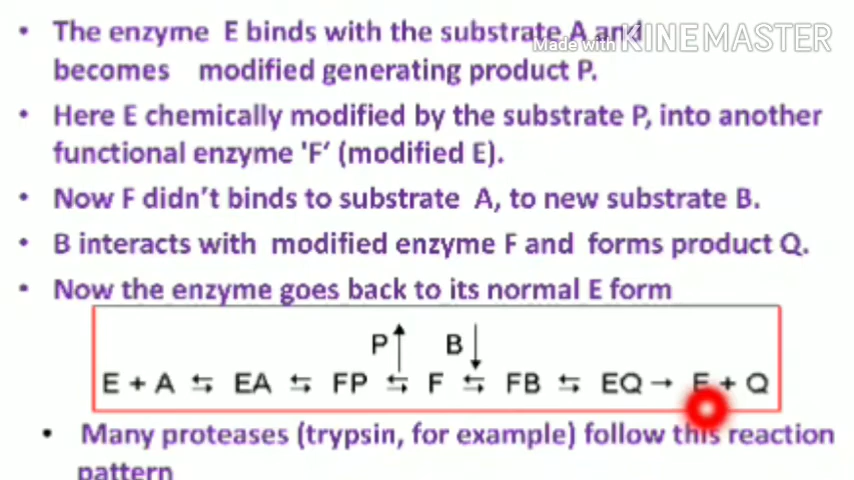 • The enzyme E binds with the substrate A and
Made with KINEMASTER
becomes modified generating product P.
• Here E chemically modified by the substrate P, into another
functional enzyme 'F' (modified E).
• Now F didn't binds to substrate A, to new substrate B.
• B interacts with modified enzyme F and forms product Q.
• Now the enzyme goes back to its normal E form
P↑ B↓
E + A ⇆ EA ⇆ FP ⇆ F ⇆ FB ⇆ EQ → E + Q
• Many proteases (trypsin, for example) follow this reaction
pattern